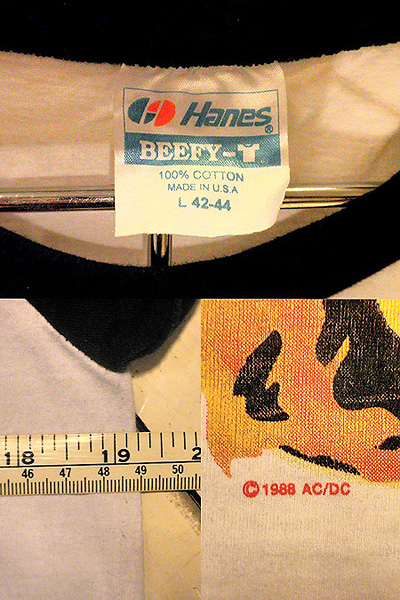 Hanes®
BEEFY-T
100% COTTON
MADE IN U.S.A
L 42-44
18 19 2
46 47 48 49 50
© 1988 AC/DC